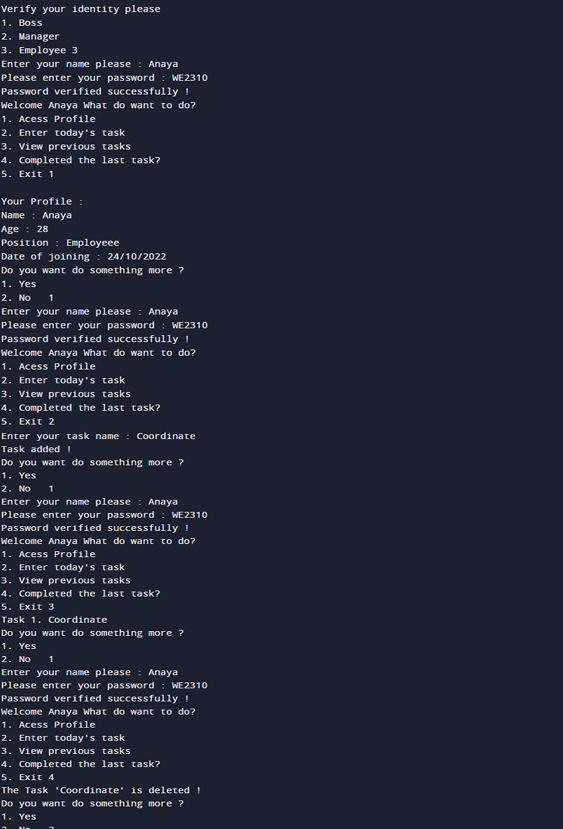 Verify your identity please
1. Boss
2. Manager
3. Employee 3
Enter your name please : Anaya
Please enter your password : WE2310
Password verified successfully !
Welcome Anaya What do want to do?
1. Acess Profile
2. Enter today's task
3. View previous tasks
4. Completed the last task?
5. Exit 1
Your Profile :
Name : Anaya
Age : 28
Position : Employeee
Date of joining : 24/10/2022
Do you want do something more ?
1. Yes
2. No   1
Enter your name please : Anaya
Please enter your password : WE2310
Password verified successfully !
Welcome Anaya What do want to do?
1. Acess Profile
2. Enter today's task
3. View previous tasks
4. Completed the last task?
5. Exit 2
Enter your task name : Coordinate
Task added !
Do you want do something more ?
1. Yes
2. No   1
Enter your name please : Anaya
Please enter your password : WE2310
Password verified successfully !
Welcome Anaya What do want to do?
1. Acess Profile
2. Enter today's task
3. View previous tasks
4. Completed the last task?
5. Exit 3
Task 1. Coordinate
Do you want do something more ?
1. Yes
2. No   1
Enter your name please : Anaya
Please enter your password : WE2310
Password verified successfully !
Welcome Anaya What do want to do?
1. Acess Profile
2. Enter today's task
3. View previous tasks
4. Completed the last task?
5. Exit 4
The Task 'Coordinate' is deleted !
Do you want do something more ?
1. Yes
2. No